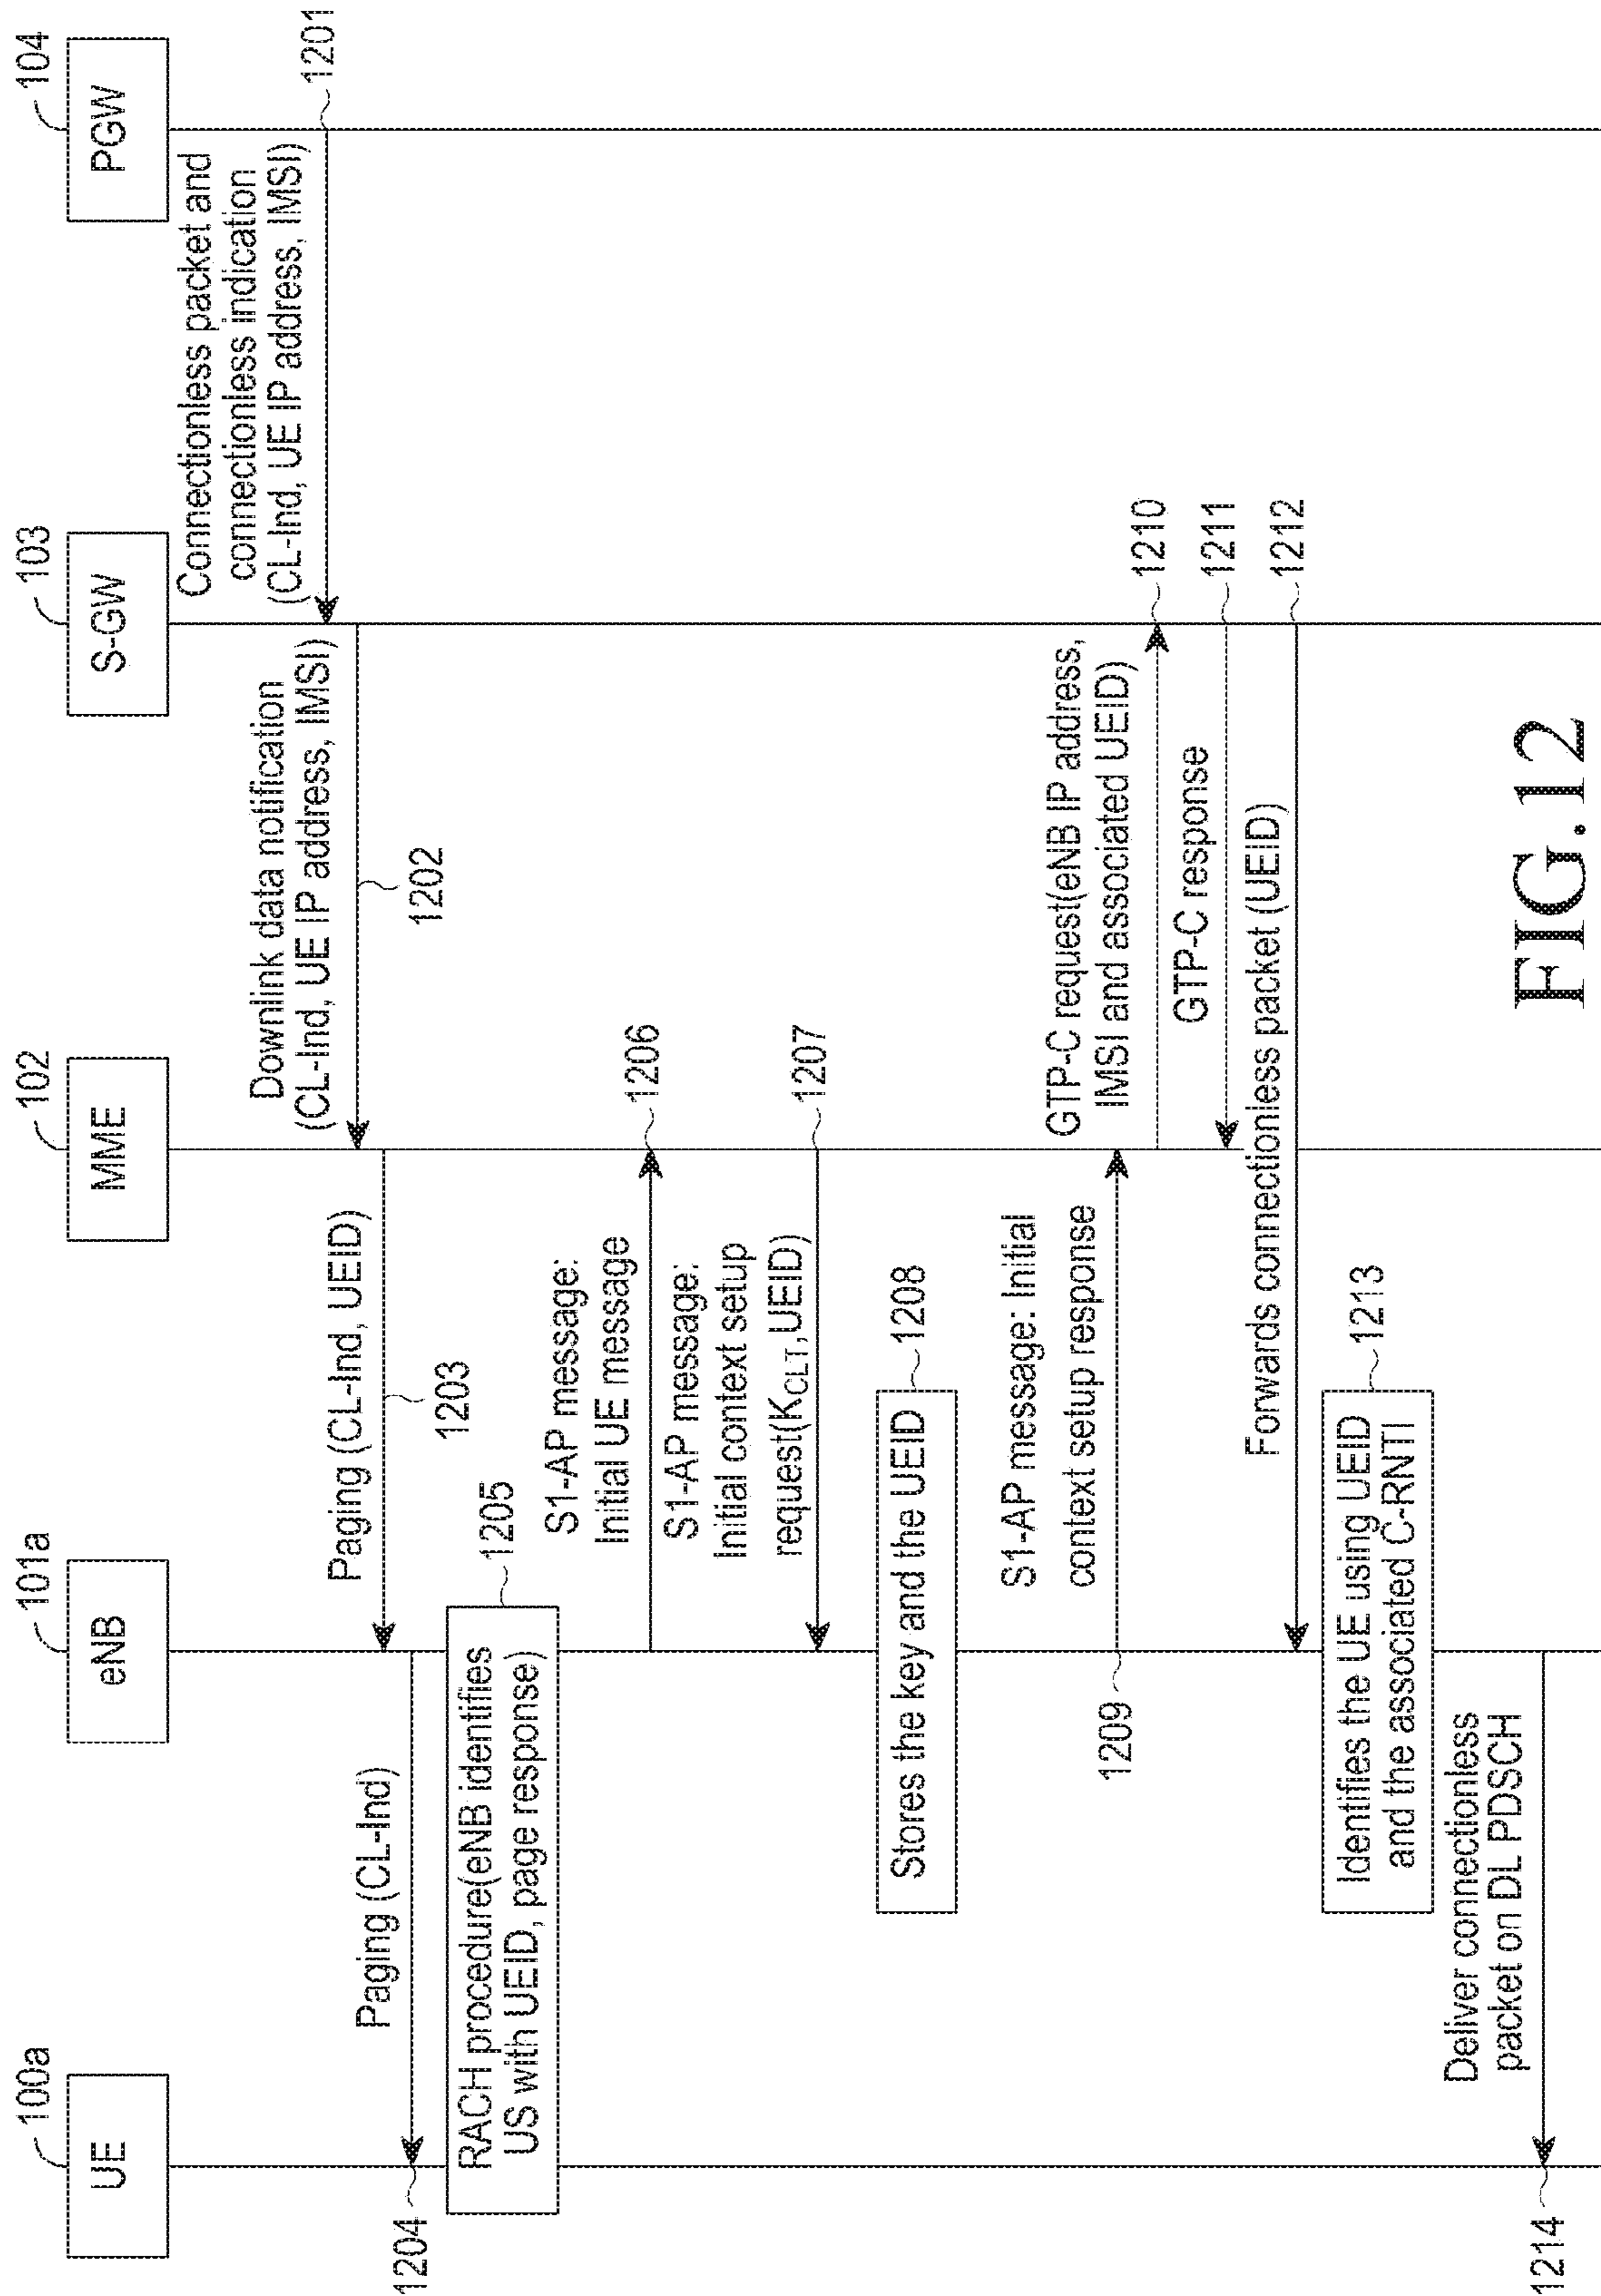 100a
101a
102
103
104
UE
eNB
MME
S-GW
PGW
Connectionless packet and
connectionless indication
(CL-Ind, UE IP address, IMSI)
1201
Downlink data notification
(CL-Ind, UE IP address, IMSI)
1202
Paging (CL-Ind, UEID)
1203
Paging (CL-Ind)
1204
RACH procedure(eNB identifies
US with UEID, page response)
1205
S1-AP message:
Initial UE message
1206
S1-AP message:
Initial context setup
request(KCLT,UEID)
1207
Stores the key and the UEID
1208
S1-AP message: Initial
context setup response
1209
GTP-C request(eNB IP address,
IMSI and associated UEID)
1210
GTP-C response
1211
Forwards connectionless packet (UEID)
1212
Identifies the UE using UEID
and the associated C-RNTI
1213
Deliver connectionless
packet on DL PDSCH
1214
FIG.12